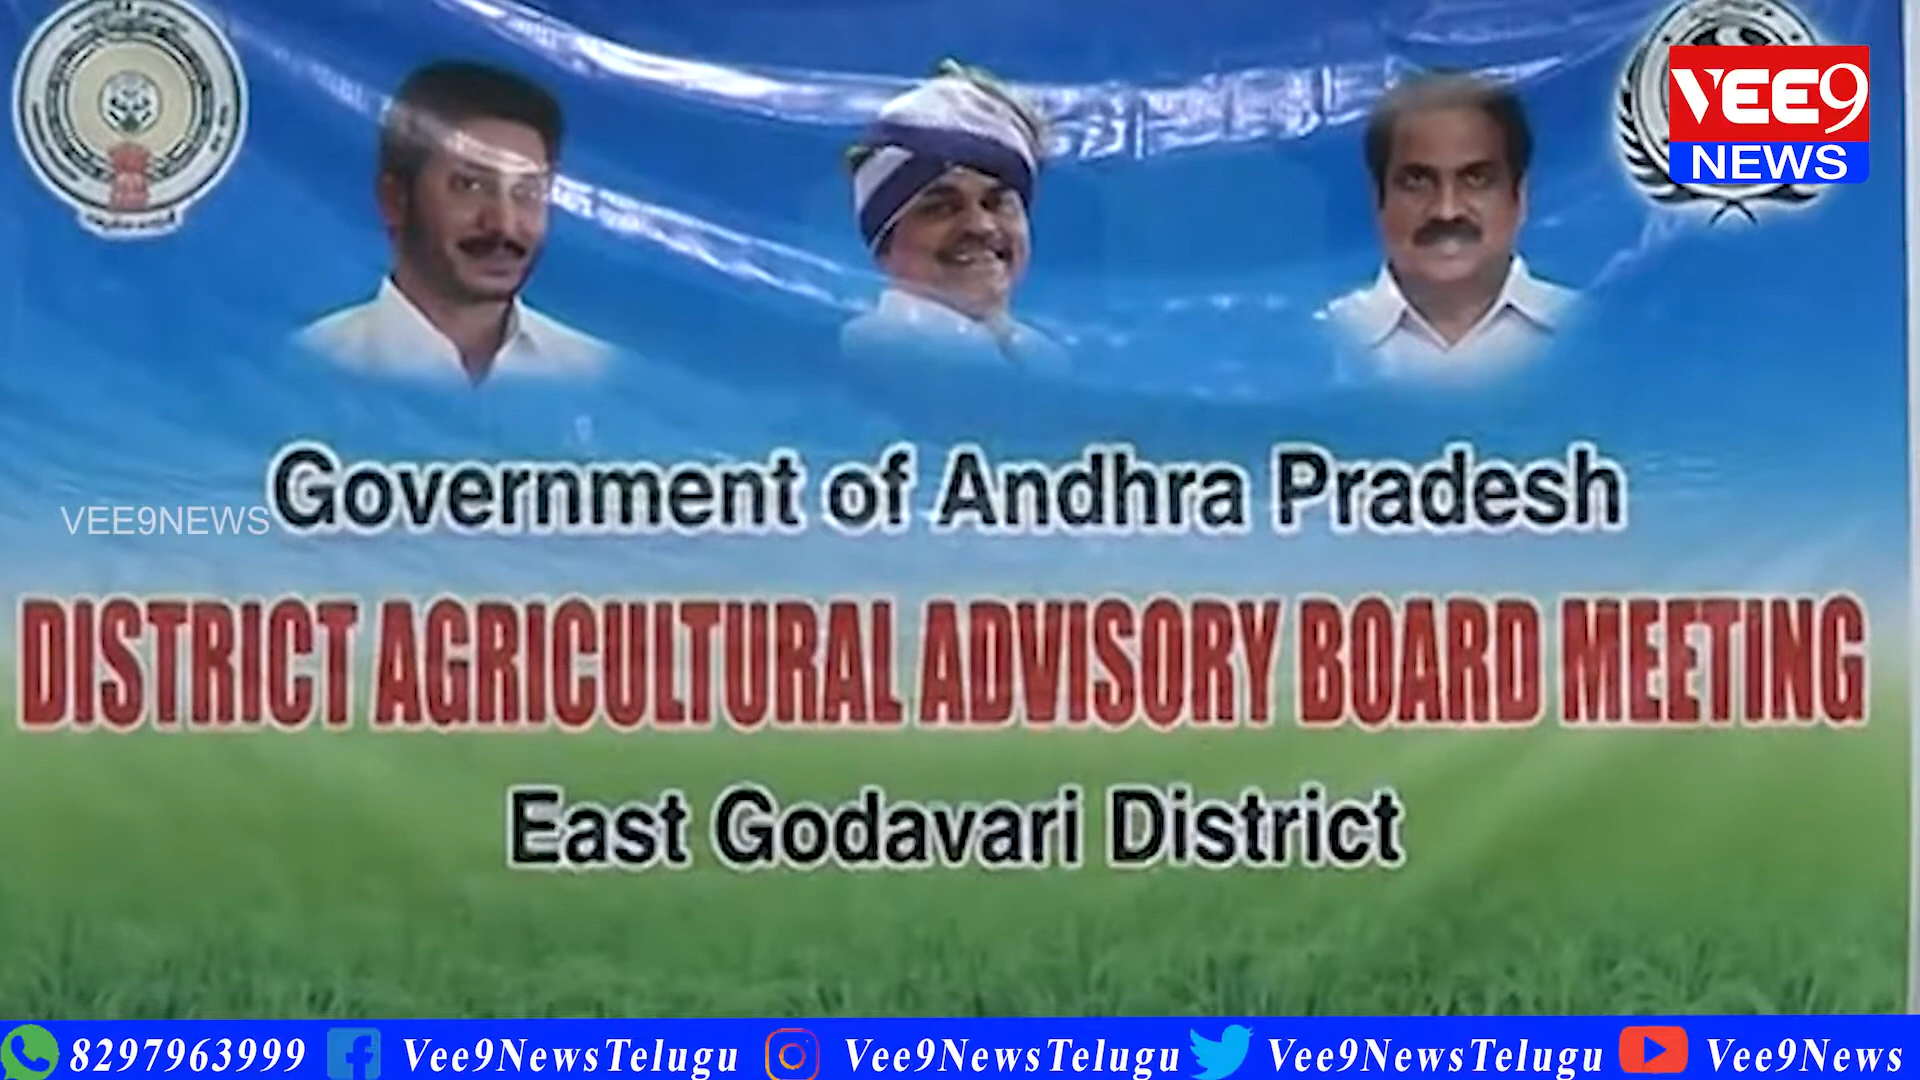 VEE9
NEWS
Government of Andhra Pradesh
VEE9NEWS
DISTRICT AGRICULTURAL ADVISORY BOARD MEETING
East Godavari District
8297963999 Vee9NewsTelugu Vee9NewsTelugu Vee9NewsTelugu Vee9News